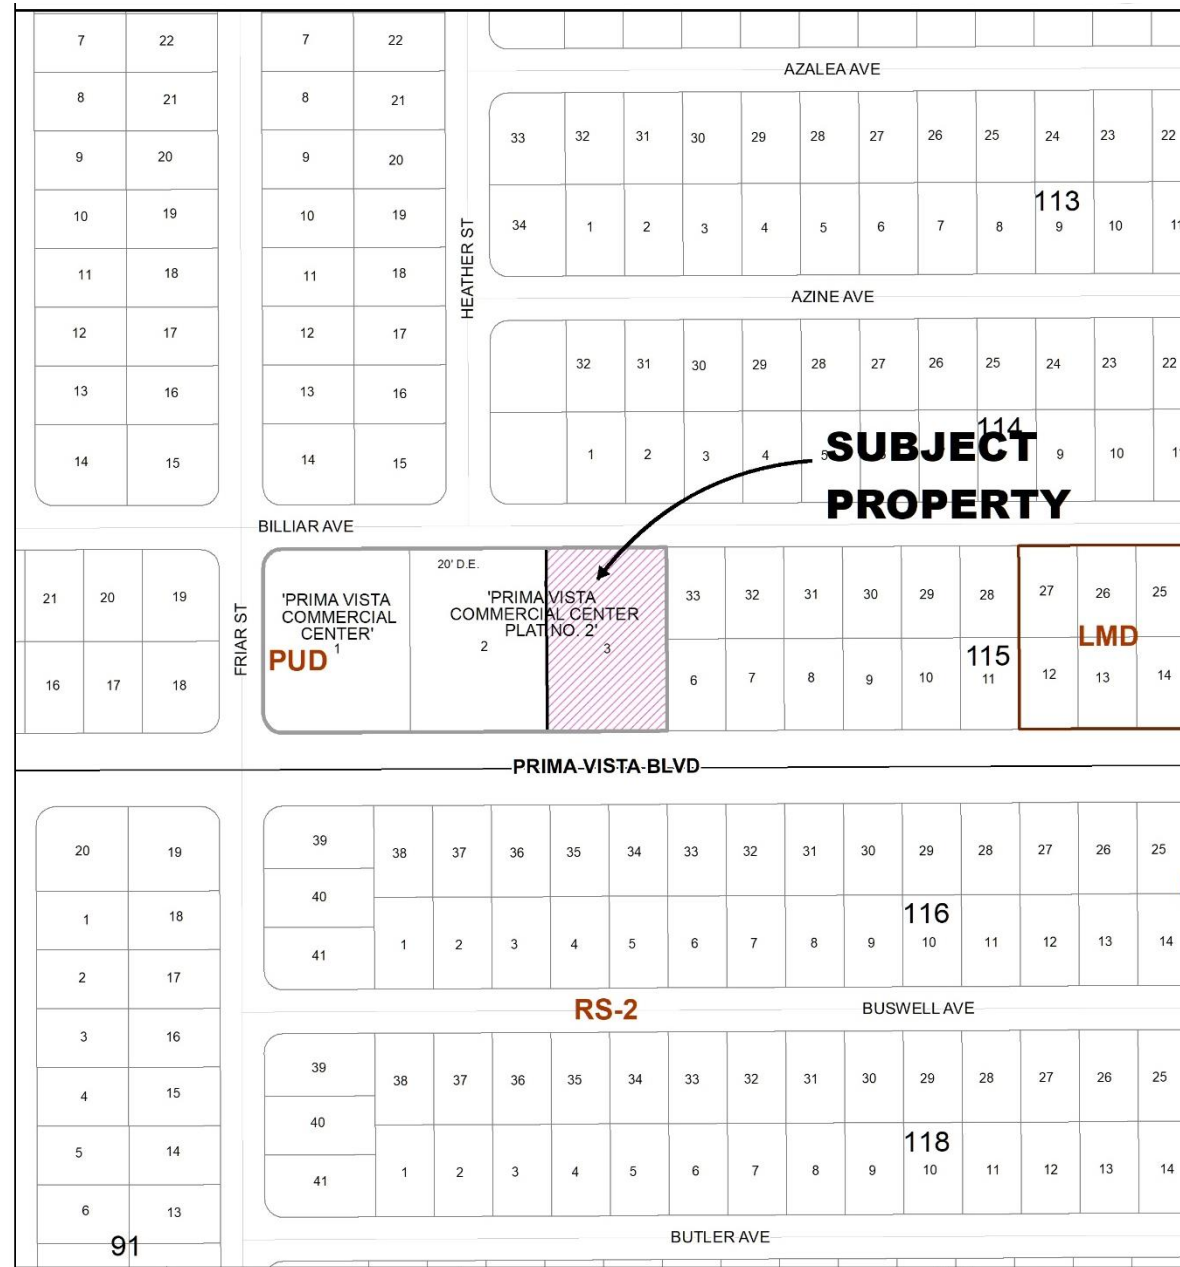 7 22 7 22
AZALEA AVE
8 21 8 21
33 32 31 30 29 28 27 26 25 24 23 22
9 20 9 20
113
10 19 10 19
34 1 2 3 4 5 6 7 8 9 10 11
HEATHER ST
11 18 11 18
AZINE AVE
12 17 12 17
32 31 30 29 28 27 26 25 24 23 22
13 16 13 16
114
SUBJECT
1 2 3 4 5 9 10
14 15 14 15
PROPERTY
BILLIAR AVE
20' D.E.
21 20 19
'PRIMA VISTA
COMMERCIAL
CENTER'
1
PUD
'PRIMA VISTA
COMMERCIAL CENTER
PLAT NO. 2'
2 3
33 32 31 30 29 28 27 26 25
LMD
FRIAR ST
115
16 17 18
6 7 8 9 10 11 12 13 14
PRIMA VISTA BLVD
39
20 19
38 37 36 35 34 33 32 31 30 29 28 27 26 25
40
1 18
116
41
1 2 3 4 5 6 7 8 9 10 11 12 13 14
2 17
RS-2
BUSWELL AVE
3 16
39
38 37 36 35 34 33 32 31 30 29 28 27 26 25
4 15
40
5 14
118
41
1 2 3 4 5 6 7 8 9 10 11 12 13 14
6 13
91
BUTLER AVE